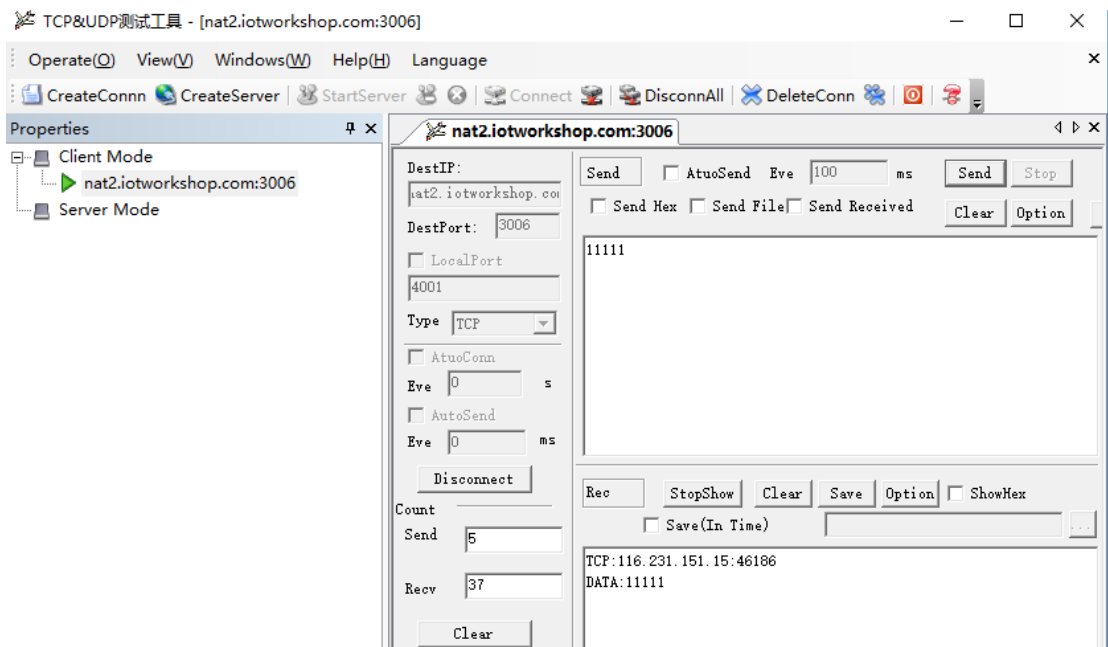 TCP&UDP测试工具 - [nat2.iotworkshop.com:3006]
Operate(O) View(V) Windows(W) Help(H) Language
CreateConnn CreateServer StartServer Connect DisconnAll DeleteConn
Properties
Client Mode
nat2.iotworkshop.com:3006
Server Mode
nat2.iotworkshop.com:3006
DestIP:
DestPort: 3006
LocalPort
4001
Type TCP
AtuoConn
Eve 0 s
AutoSend
Eve 0 ms
Disconnect
Count
Send 5
Recv 37
Clear
Send AtuoSend Eve 100 ms Send Stop
Send Hex Send File Send Received Clear Option
11111
Rec StopShow Clear Save Option ShowHex
Save(In Time) ...
TCP:116.231.151.15:46186
DATA:11111